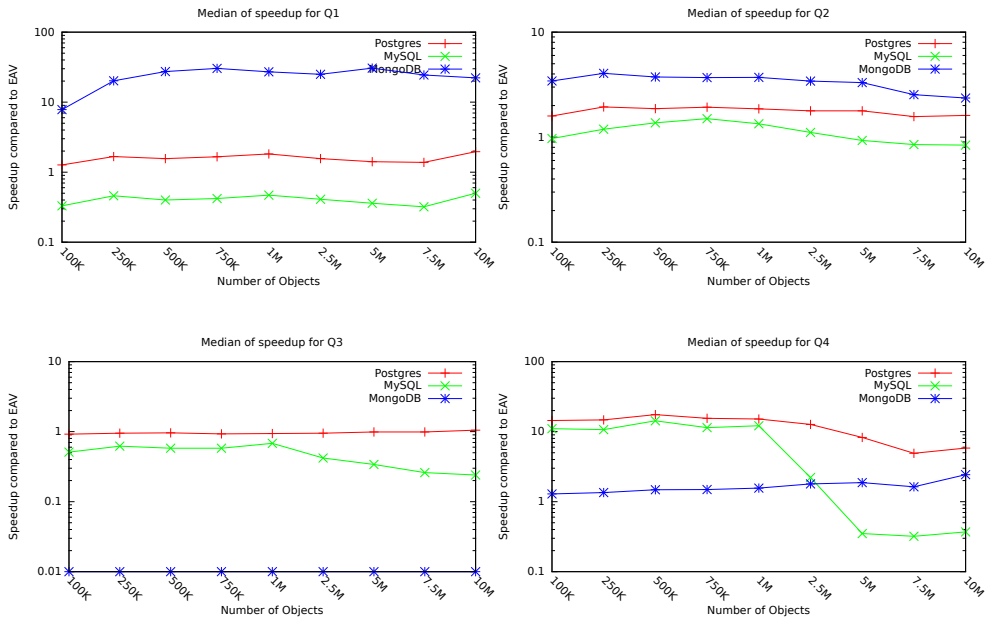 Median of speedup for Q1
Speedup compared to EAV
100
10
1
0.1
Postgres
MySQL
MongoDB
100K
250K
500K
750K
1M
2.5M
5M
7.5M
10M
Number of Objects
Median of speedup for Q2
Speedup compared to EAV
10
1
0.1
Postgres
MySQL
MongoDB
100K
250K
500K
750K
1M
2.5M
5M
7.5M
10M
Number of Objects
Median of speedup for Q3
Speedup compared to EAV
10
1
0.1
0.01
Postgres
MySQL
MongoDB
100K
250K
500K
750K
1M
2.5M
5M
7.5M
10M
Number of Objects
Median of speedup for Q4
Speedup compared to EAV
100
10
1
0.1
Postgres
MySQL
MongoDB
100K
250K
500K
750K
1M
2.5M
5M
7.5M
10M
Number of Objects